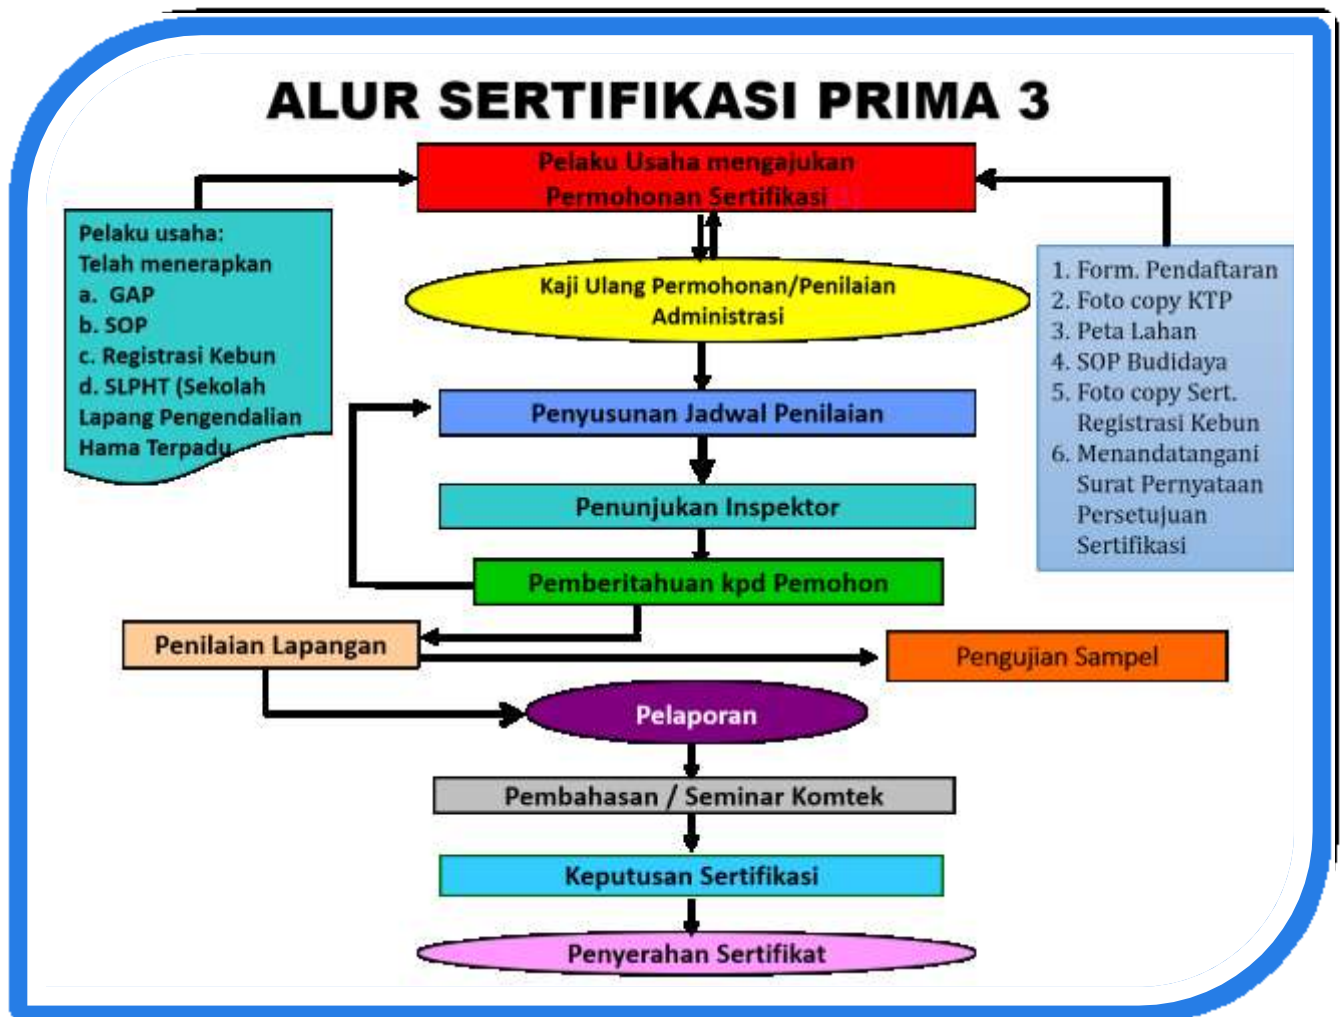 ALUR SERTIFIKASI PRIMA 3
Pelaku Usaha mengajukan
Permohonan Sertifikasi
Pelaku usaha:
Telah menerapkan
a. GAP
b. SOP
c. Registrasi Kebun
d. SLPHT (Sekolah
Lapang Pengendalian
Hama Terpadu
1. Form. Pendaftaran
2. Foto copy KTP
3. Peta Lahan
4. SOP Budidaya
5. Foto copy Sert.
Registrasi Kebun
6. Menandatangani
Surat Pernyataan
Persetujuan
Sertifikasi
Kaji Ulang Permohonan/Penilaian
Administrasi
Penyusunan Jadwal Penilaian
Penunjukan Inspektor
Pemberitahuan kpd Pemohon
Penilaian Lapangan
Pengujian Sampel
Pelaporan
Pembahasan / Seminar Komtek
Keputusan Sertifikasi
Penyerahan Sertifikat